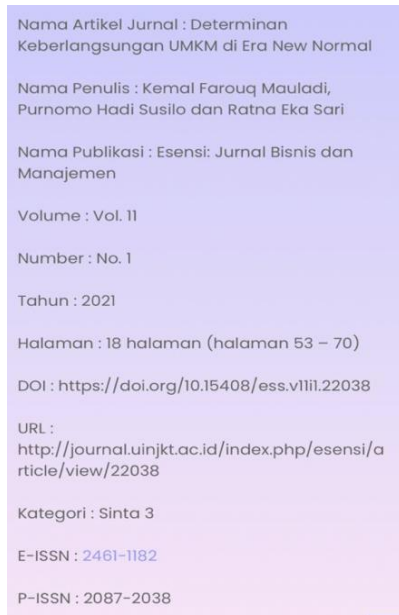 Nama Artikel Jurnal : Determinan
Keberlangsungan UMKM di Era New Normal
Nama Penulis : Kemal Farouq Mauladi,
Purnomo Hadi Susilo dan Ratna Eka Sari
Nama Publikasi : Esensi: Jurnal Bisnis dan
Manajemen
Volume : Vol. 11
Number : No. 1
Tahun : 2021
Halaman : 18 halaman (halaman 53 – 70)
DOI : https://doi.org/10.15408/ess.v11i1.22038
URL :
http://journal.uinjkt.ac.id/index.php/esensi/a
rticle/view/22038
Kategori : Sinta 3
E-ISSN : 2461-1182
P-ISSN : 2087-2038